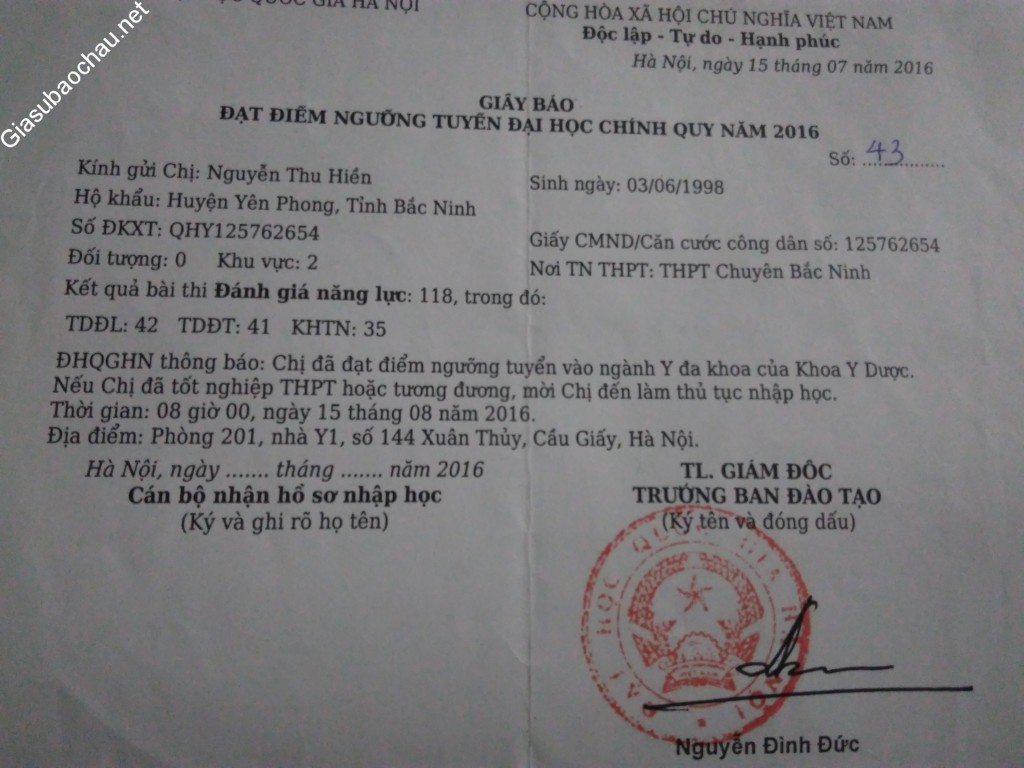 QUỐC GIA HÀ NỘI
CỘNG HÒA XÃ HỘI CHỦ NGHĨA VIỆT NAM
Độc lập - Tự do - Hạnh phúc
Hà Nội, ngày 15 tháng 07 năm 2016
Giasubaochau.net
GIẤY BÁO
ĐẠT ĐIỂM NGƯỠNG TUYỂN ĐẠI HỌC CHÍNH QUY NĂM 2016
Số: 43
Kính gửi Chị: Nguyễn Thu Hiền
Sinh ngày: 03/06/1998
Hộ khẩu: Huyện Yên Phong, Tỉnh Bắc Ninh
Số ĐKXT: QHY125762654
Giấy CMND/Căn cước công dân số: 125762654
Đối tượng: 0 Khu vực: 2
Nơi TN THPT: THPT Chuyên Bắc Ninh
Kết quả bài thi Đánh giá năng lực: 118, trong đó:
TDĐL: 42 TDĐT: 41 KHTN: 35
ĐHQGHN thông báo: Chị đã đạt điểm ngưỡng tuyển vào ngành Y đa khoa của Khoa Y Dược.
Nếu Chị đã tốt nghiệp THPT hoặc tương đương, mời Chị đến làm thủ tục nhập học.
Thời gian: 08 giờ 00, ngày 15 tháng 08 năm 2016.
Địa điểm: Phòng 201, nhà Y1, số 144 Xuân Thủy, Cầu Giấy, Hà Nội.
Hà Nội, ngày ....... tháng ....... năm 2016
Cán bộ nhận hồ sơ nhập học
(Ký và ghi rõ họ tên)
TL. GIÁM ĐỐC
TRƯỞNG BAN ĐÀO TẠO
(Ký tên và đóng dấu)
ĐẠI HỌC QUỐC GIA HÀ NỘI
Nguyễn Đình Đức